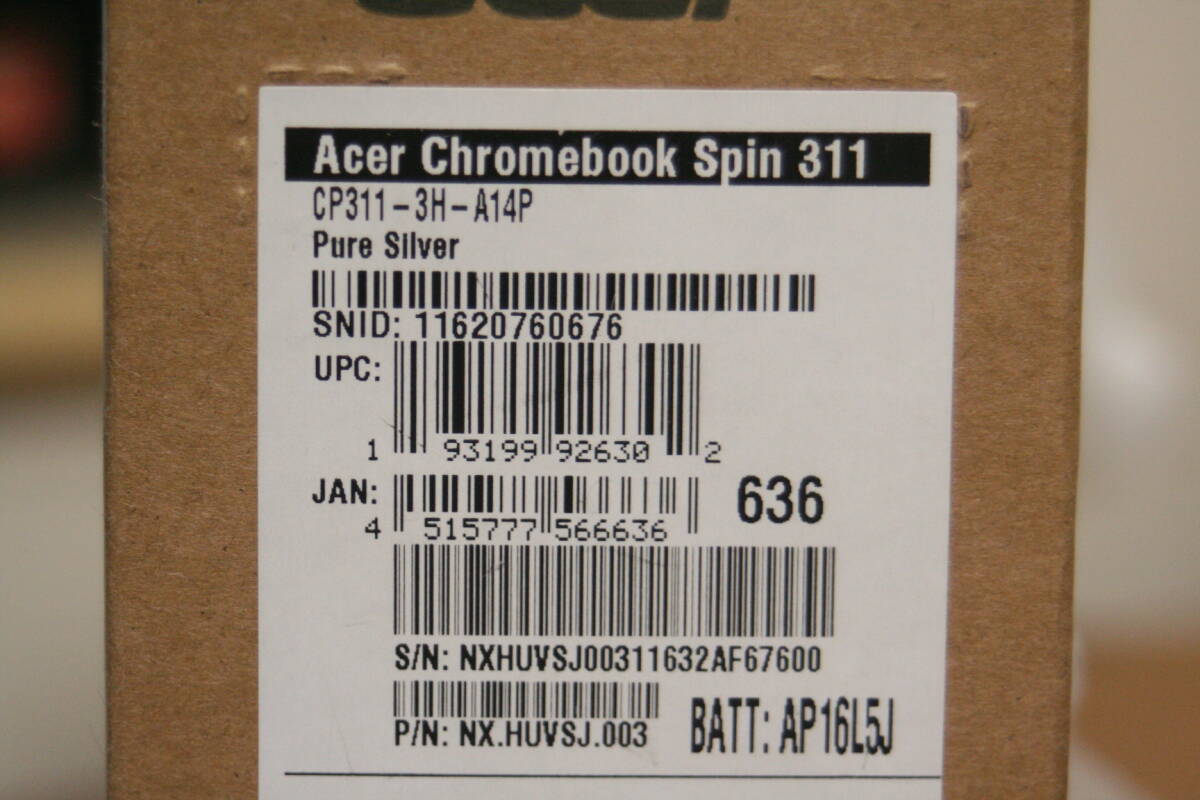 Acer Chromebook Spin 311
CP311-3H-A14P
Pure Silver
SNID: 11620760676
UPC:
1 93199 92630 2
JAN:
636
4 515777 566636
S/N: NXHUVSJ00311632AF67600
P/N: NX.HUVSJ.003
BATT: AP16L5J